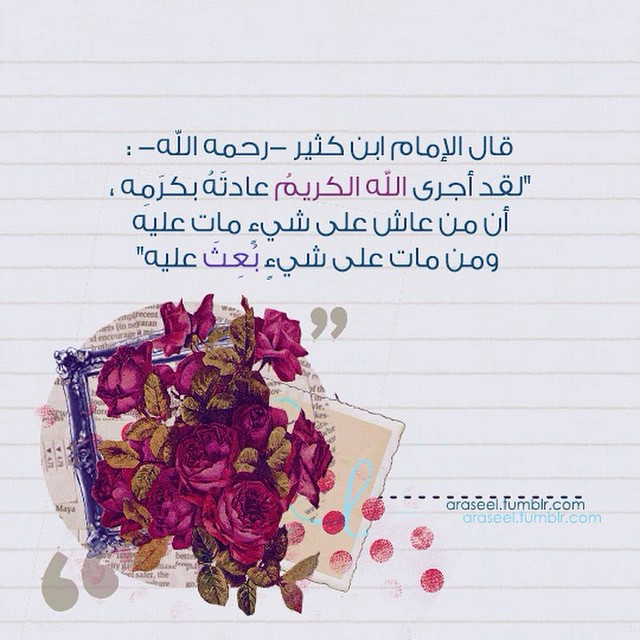 قال الإمام ابن كثير -رحمه الله- :
"لقد أجرى الله الكريمُ عادتَهُ بكرَمِه ،
أن من عاش على شيء مات عليه
ومن مات على شيءٍ بُعِثَ عليه"
araseel.tumblr.com
araseel.tumblr.com